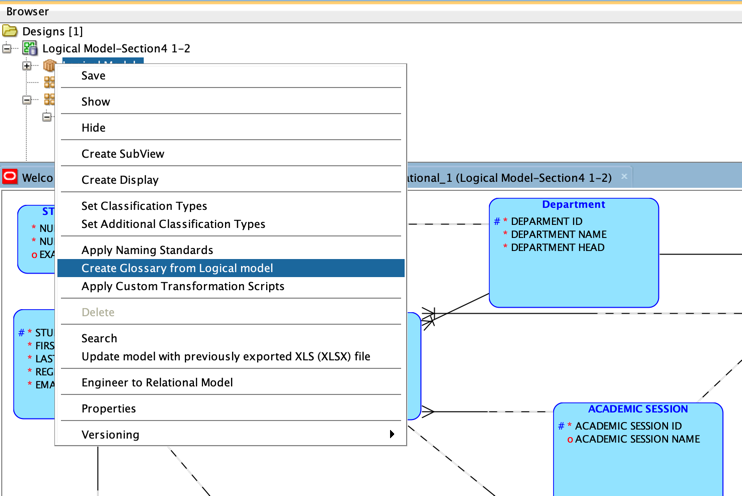 Browser
Designs [1]
Logical Model-Section4 1-2
Save
Show
Hide
Create SubView
Create Display
Set Classification Types
Set Additional Classification Types
Apply Naming Standards
Create Glossary from Logical model
Apply Custom Transformation Scripts
Delete
Search
Update model with previously exported XLS (XLSX) file
Engineer to Relational Model
Properties
Versioning
Welco
ational_1 (Logical Model-Section4 1-2)
ST
* NU
* NU
o EXA
# * STU
* FIRS
* LAS
* REG
* EMA
Department
# * DEPARMENT ID
* DEPARTMENT NAME
* DEPARTMENT HEAD
ACADEMIC SESSION
# * ACADEMIC SESSION ID
o ACADEMIC SESSION NAME